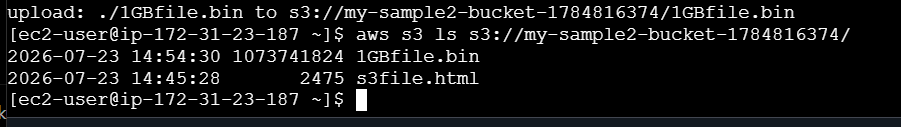 upload: ./1GBfile.bin to s3://my-sample2-bucket-1784816374/1GBfile.bin
[ec2-user@ip-172-31-23-187 ~]$ aws s3 ls s3://my-sample2-bucket-1784816374/
2026-07-23 14:54:30 1073741824 1GBfile.bin
2026-07-23 14:45:28       2475 s3file.html
[ec2-user@ip-172-31-23-187 ~]$
k